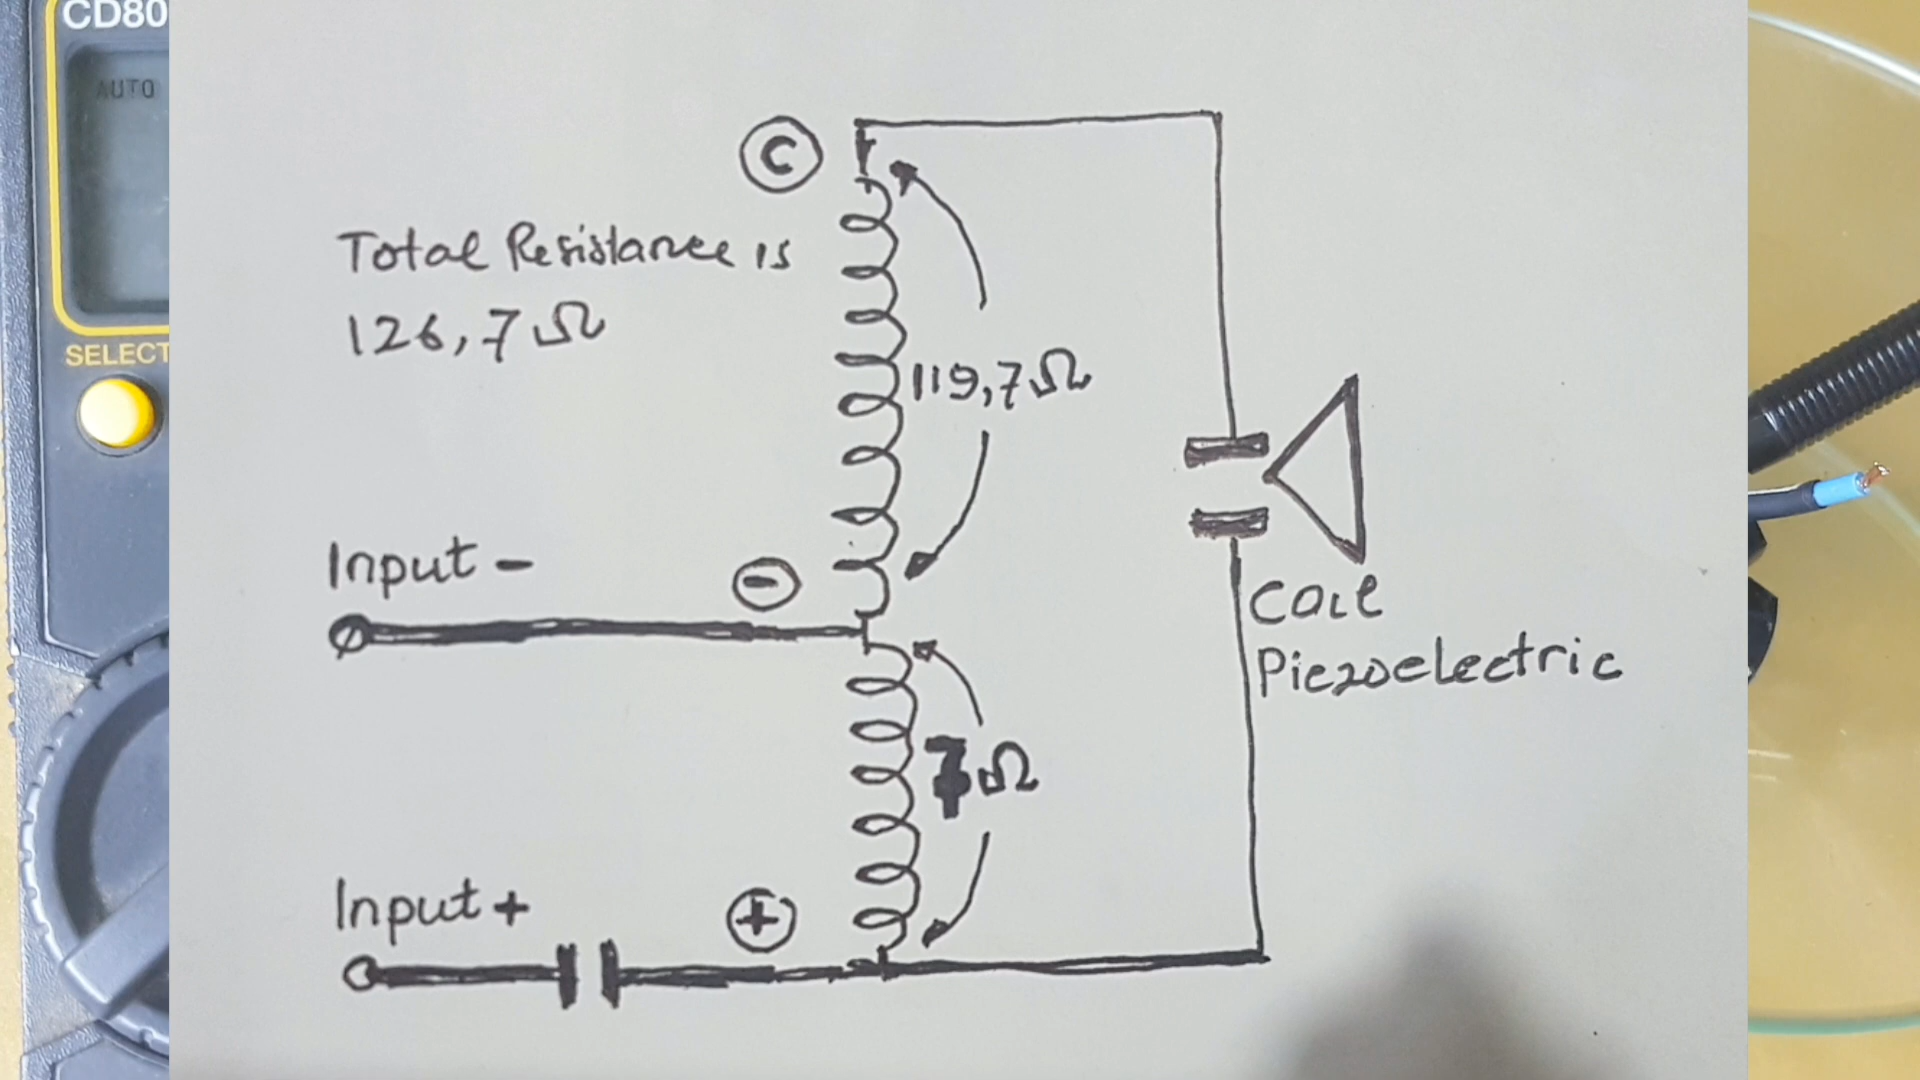 CD80
AUTO
SELECT
C
Total Resistance is
126,7Ω
119,7Ω
Input -
-
Coil
Piezoelectric
7Ω
Input +
+